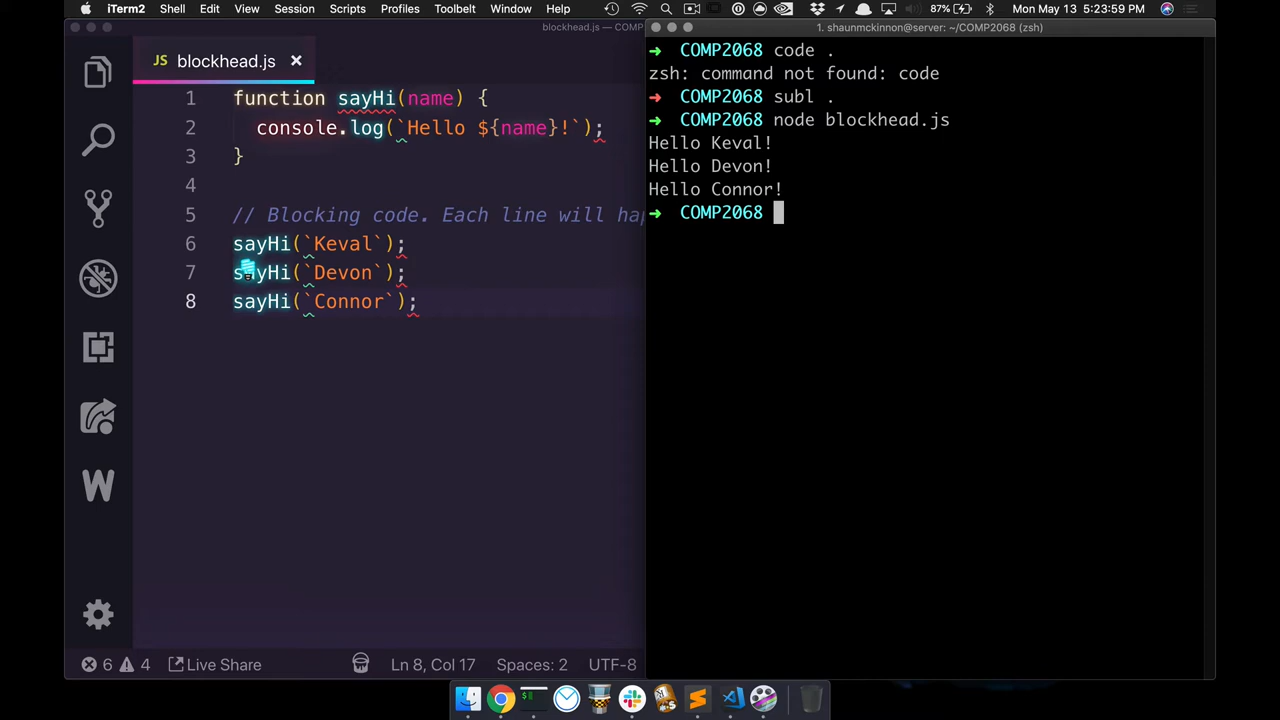 iTerm2 Shell Edit View Session Scripts Profiles Toolbelt Window Help 87% Mon May 13 5:23:59 PM
blockhead.js — COMP
1. shaunmckinnon@server: ~/COMP2068 (zsh)
JS blockhead.js ×
1 function sayHi(name) {
2 console.log(`Hello ${name}!`);
3 }
4
5 // Blocking code. Each line will hap
6 sayHi(`Keval`);
7 sayHi(`Devon`);
8 sayHi(`Connor`);
➜ COMP2068 code .
zsh: command not found: code
➜ COMP2068 subl .
➜ COMP2068 node blockhead.js
Hello Keval!
Hello Devon!
Hello Connor!
➜ COMP2068
W
6 4 Live Share Ln 8, Col 17 Spaces: 2 UTF-8